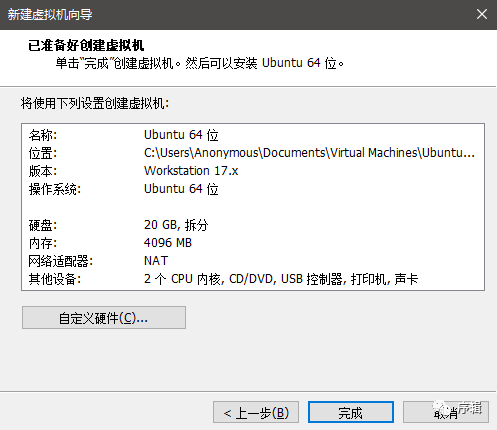 新建虚拟机向导
已准备好创建虚拟机
单击“完成”创建虚拟机。然后可以安装 Ubuntu 64 位。
将使用下列设置创建虚拟机:
名称: Ubuntu 64 位
位置: C:\Users\Anonymous\Documents\Virtual Machines\Ubuntu...
版本: Workstation 17.x
操作系统: Ubuntu 64 位
硬盘: 20 GB, 拆分
内存: 4096 MB
网络适配器: NAT
其他设备: 2 个 CPU 内核, CD/DVD, USB 控制器, 打印机, 声卡
自定义硬件(C)...
< 上一步(B) 完成 取消
序辑